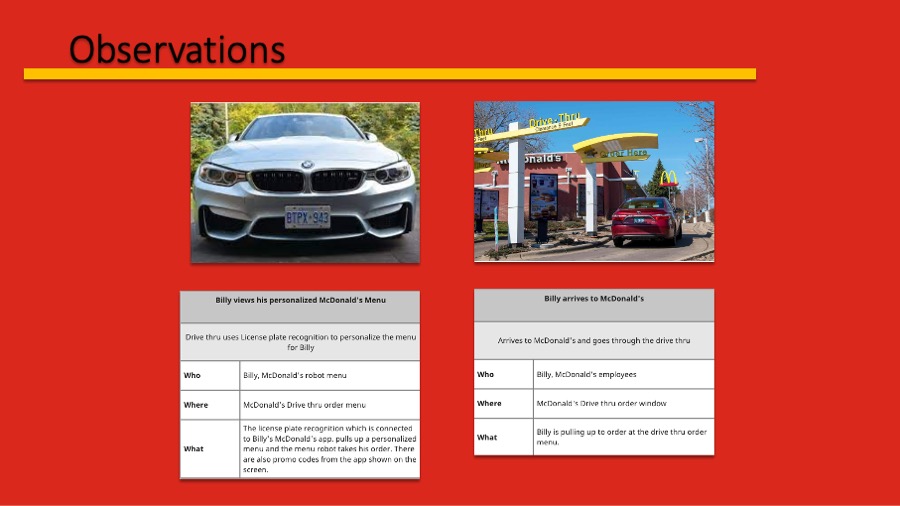 Observations
BTPX·943
Thru
Drive-Thru
Order Here
McDonald's
Billy views his personalized McDonald's Menu
Drive thru uses License plate recognition to personalize the menu
for Billy
Who
Billy, McDonald's robot menu
Where
McDonald's Drive thru order menu
What
The license plate recognition which is connected
to Billy's McDonald's app, pulls up a personalized
menu and the menu robot takes his order. There
are also promo codes from the app shown on the
screen.
Billy arrives to McDonald's
Arrives to McDonald's and goes through the drive thru
Who
Billy, McDonald's employees
Where
McDonald's Drive thru order window
What
Billy is pulling up to order at the drive thru order
menu.